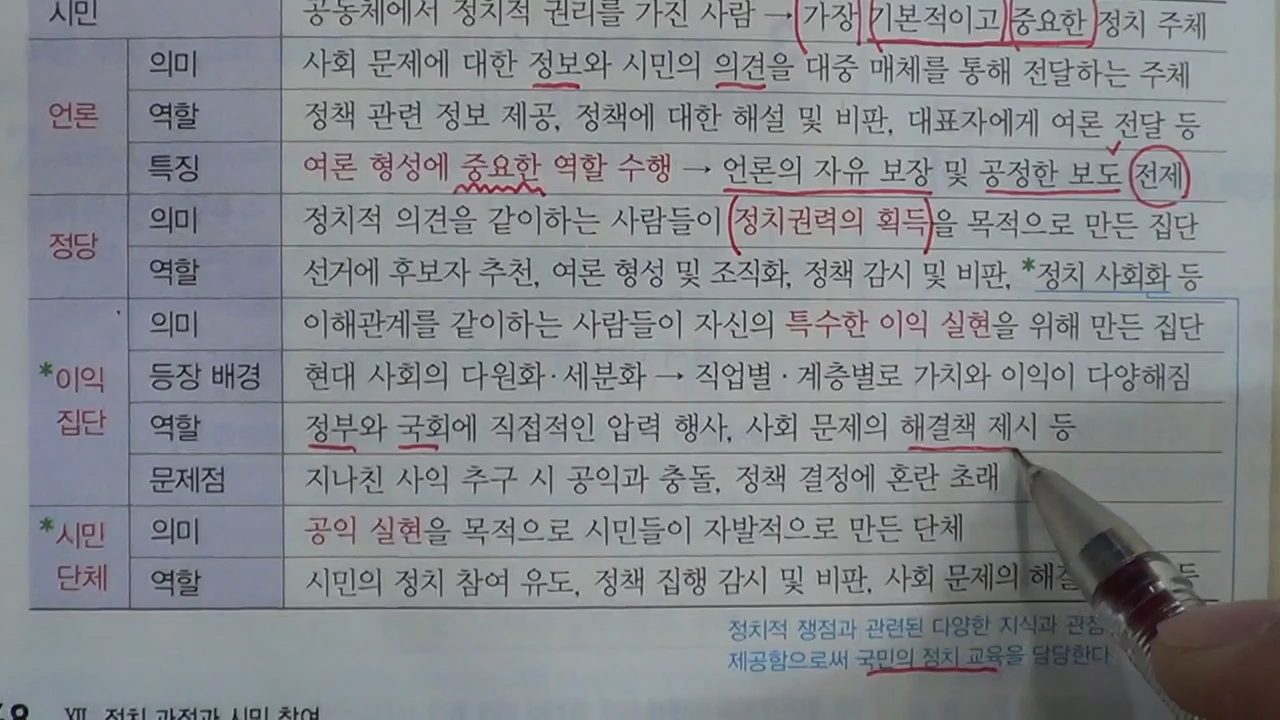 시민 공동체에서 정치적 권리를 가진 사람 → 가장 기본적이고 중요한 정치 주체
언론
의미 사회 문제에 대한 정보와 시민의 의견을 대중 매체를 통해 전달하는 주체
역할 정책 관련 정보 제공, 정책에 대한 해설 및 비판, 대표자에게 여론 전달 등
특징 여론 형성에 중요한 역할 수행 → 언론의 자유 보장 및 공정한 보도 전제
정당
의미 정치적 의견을 같이하는 사람들이 정치권력의 획득을 목적으로 만든 집단
역할 선거에 후보자 추천, 여론 형성 및 조직화, 정책 감시 및 비판, *정치 사회화 등
*이익
집단
의미 이해관계를 같이하는 사람들이 자신의 특수한 이익 실현을 위해 만든 집단
등장 배경 현대 사회의 다원화·세분화 → 직업별·계층별로 가치와 이익이 다양해짐
역할 정부와 국회에 직접적인 압력 행사, 사회 문제의 해결책 제시 등
문제점 지나친 사익 추구 시 공익과 충돌, 정책 결정에 혼란 초래
*시민
단체
의미 공익 실현을 목적으로 시민들이 자발적으로 만든 단체
역할 시민의 정치 참여 유도, 정책 집행 감시 및 비판, 사회 문제의 등
정치적 쟁점과 관련된 다양한 지식과
제공함으로써 국민의 정치 교육을 담당한다
XII. 정치 과정과 시민 참여